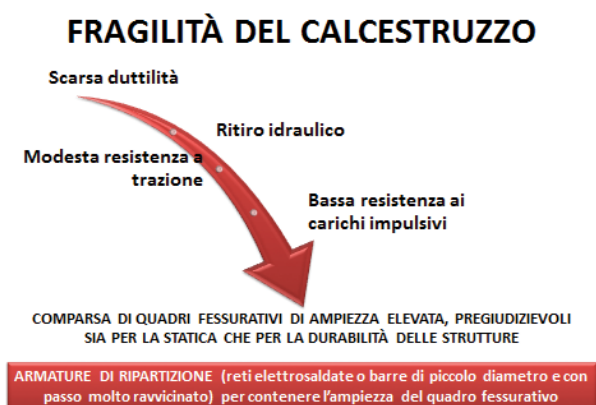 FRAGILITÀ DEL CALCESTRUZZO
Scarsa duttilità
Ritiro idraulico
Modesta resistenza a
trazione
Bassa resistenza ai
carichi impulsivi
COMPARSA DI QUADRI FESSURATIVI DI AMPIEZZA ELEVATA, PREGIUDIZIEVOLI
SIA PER LA STATICA CHE PER LA DURABILITÀ DELLE STRUTTURE
ARMATURE DI RIPARTIZIONE (reti elettrosaldate o barre di piccolo diametro e con
passo molto ravvicinato) per contenere l'ampiezza del quadro fessurativo